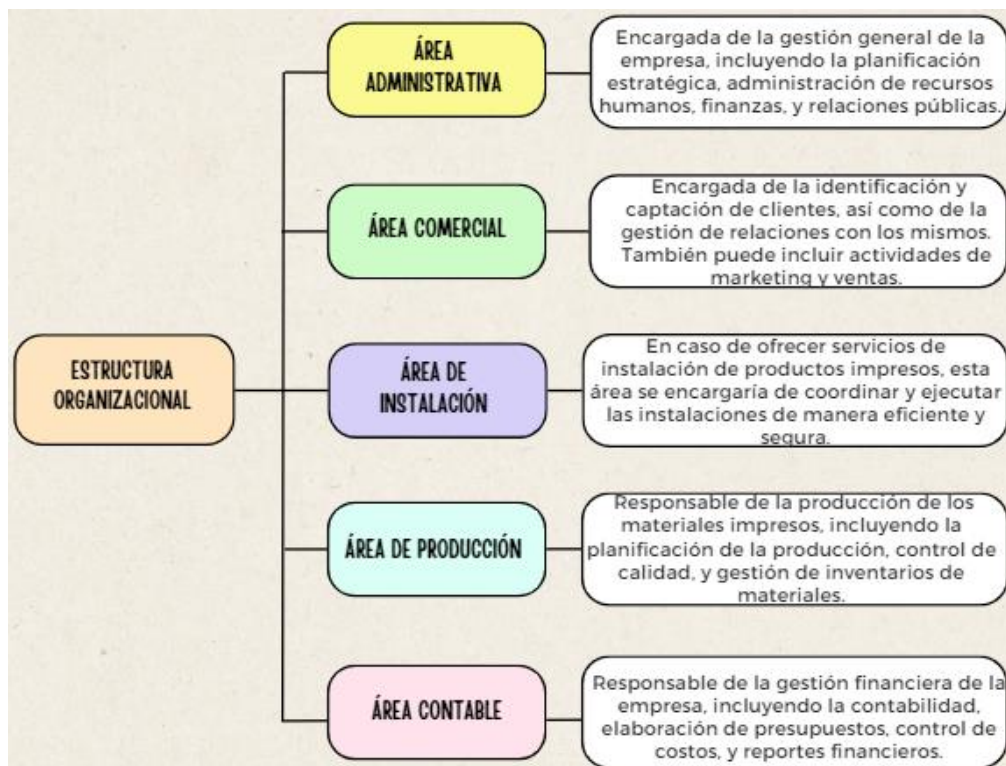 ESTRUCTURA
ORGANIZACIONAL
ÁREA
ADMINISTRATIVA
Encargada de la gestión general de la
empresa, incluyendo la planificación
estratégica, administración de recursos
humanos, finanzas, y relaciones públicas.
ÁREA COMERCIAL
Encargada de la identificación y
captación de clientes, así como de la
gestión de relaciones con los mismos.
También puede incluir actividades de
marketing y ventas.
ÁREA DE
INSTALACIÓN
En caso de ofrecer servicios de
instalación de productos impresos, esta
área se encargaría de coordinar y ejecutar
las instalaciones de manera eficiente y
segura.
ÁREA DE PRODUCCIÓN
Responsable de la producción de los
materiales impresos, incluyendo la
planificación de la producción, control de
calidad, y gestión de inventarios de
materiales.
ÁREA CONTABLE
Responsable de la gestión financiera de la
empresa, incluyendo la contabilidad,
elaboración de presupuestos, control de
costos, y reportes financieros.